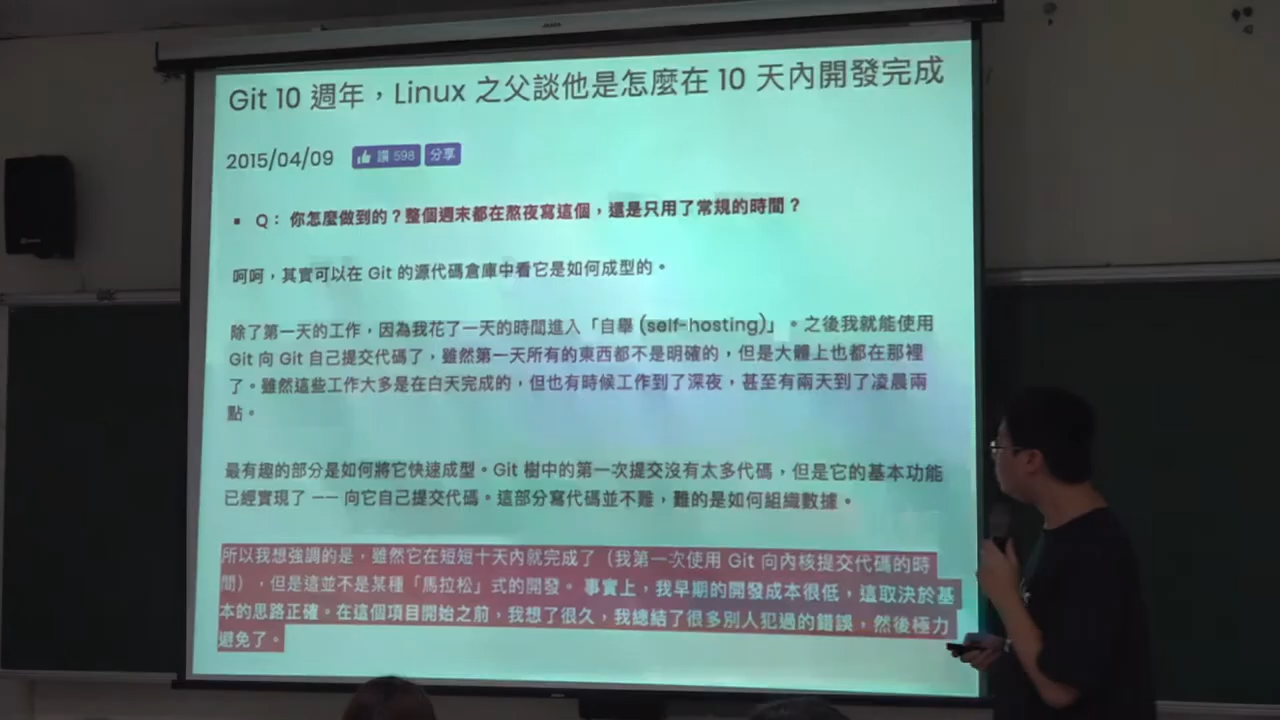 Git 10 週年，Linux 之父談他是怎麼在 10 天內開發完成
2015/04/09 讚 598 分享
▪ Q： 你怎麼做到的？整個週末都在熬夜寫這個，還是只用了常規的時間？
呵呵，其實可以在 Git 的源代碼倉庫中看它是如何成型的。
除了第一天的工作，因為我花了一天的時間進入「自舉 (self-hosting)」。之後我就能使用
Git 向 Git 自己提交代碼了，雖然第一天所有的東西都不是明確的，但是大體上也都在那裡
了。雖然這些工作大多是在白天完成的，但也有時候工作到了深夜，甚至有兩天到了凌晨兩
點。
最有趣的部分是如何將它快速成型。Git 樹中的第一次提交沒有太多代碼，但是它的基本功能
已經實現了 —— 向它自己提交代碼。這部分寫代碼並不難，難的是如何組織數據。
所以我想強調的是，雖然它在短短十天內就完成了（我第一次使用 Git 向內核提交代碼的時
間），但是這並不是某種「馬拉松」式的開發。 事實上，我早期的開發成本很低，這取決於基
本的思路正確。在這個項目開始之前，我想了很久，我總結了很多別人犯過的錯誤，然後極力
避免了。